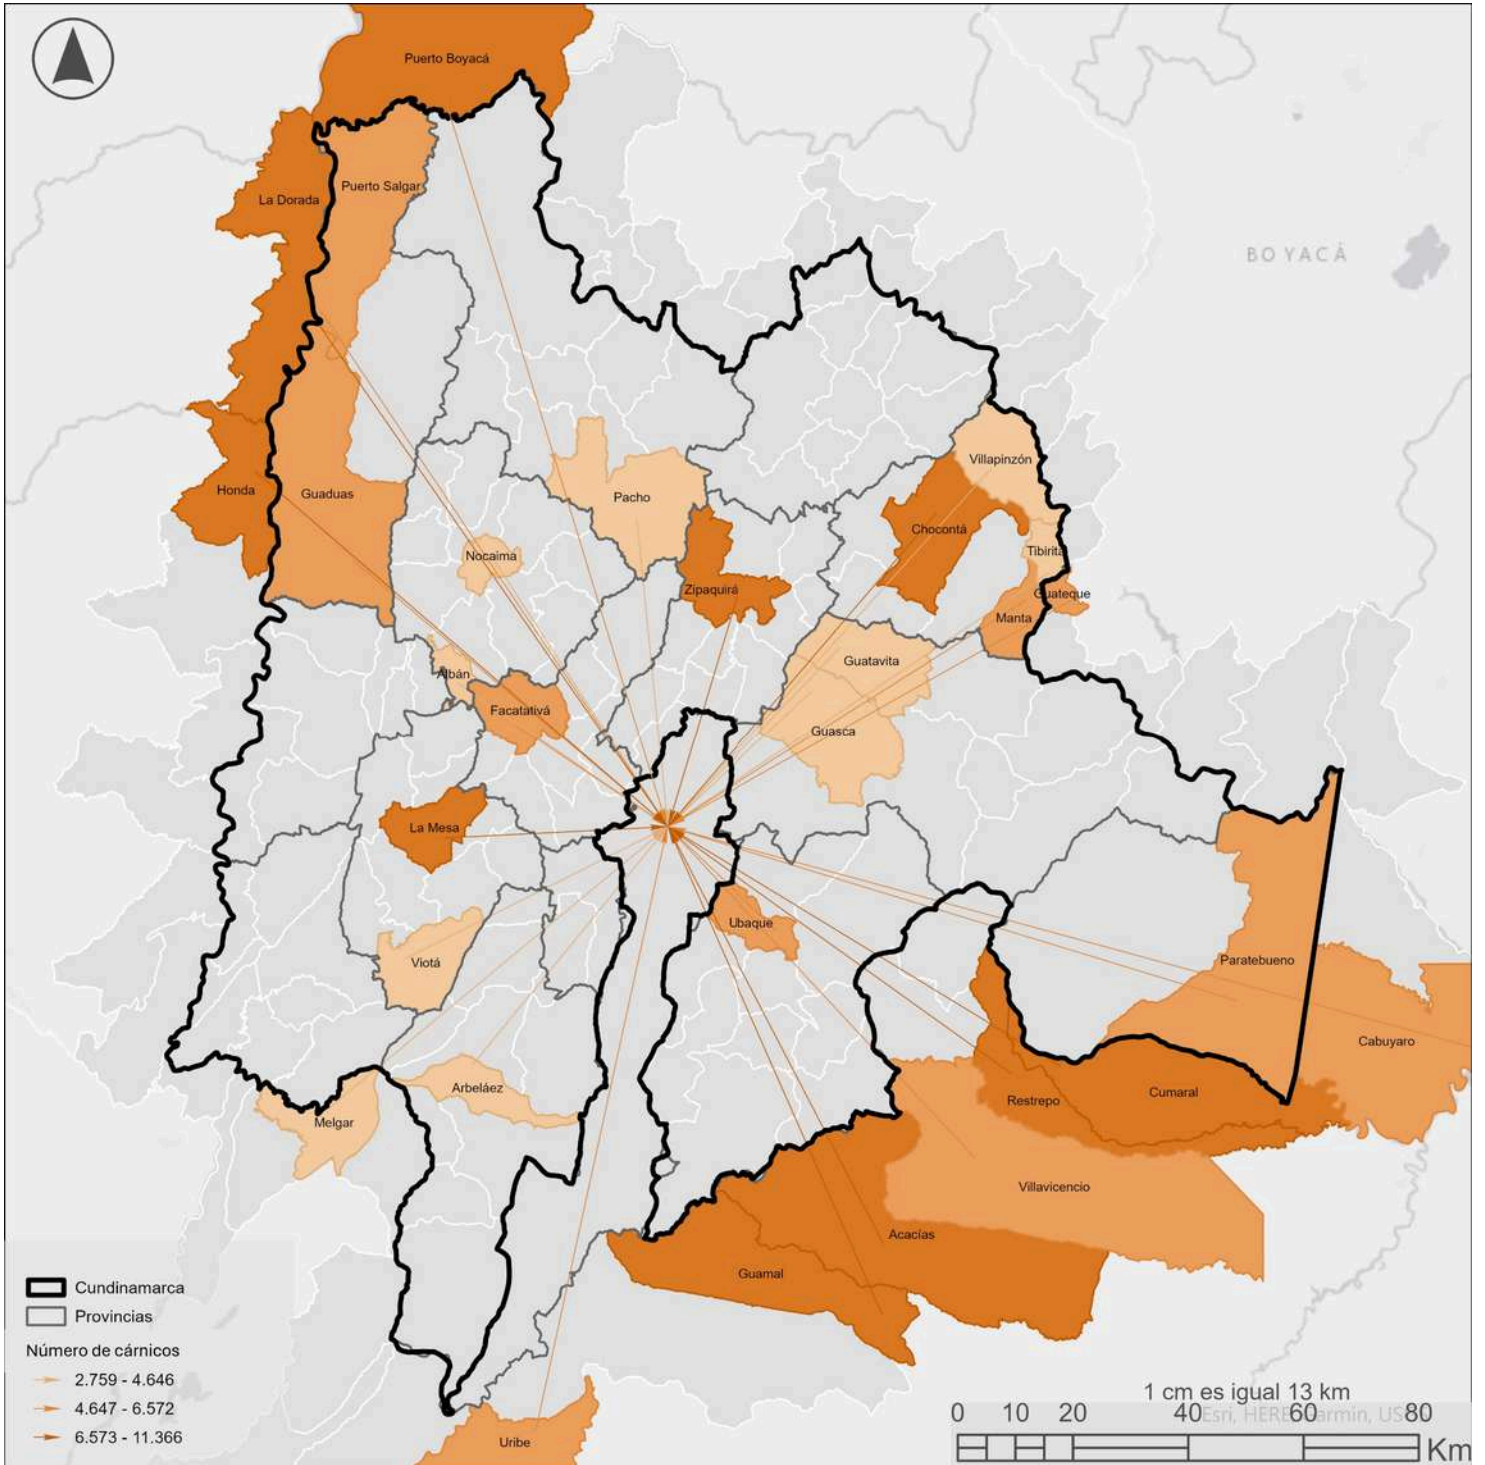 Puerto Boyacá
Puerto Salgar
La Dorada
BOYACÁ
Villapinzón
Honda
Guaduas
Pacho
Chocontá
Nocaima
Tibirita
Zipaquirá
Guateque
Manta
Guatavita
Albán
Facatativá
Guasca
La Mesa
Ubaque
Viotá
Paratebueno
Cabuyaro
Arbeláez
Restrepo
Cumaral
Melgar
Villavicencio
Acacías
Guamal
Uribe
Cundinamarca
Provincias
Número de cárnicos
2.759 - 4.646
4.647 - 6.572
6.573 - 11.366
1 cm es igual 13 km
0 10 20 40 80
Esri, HERE, Garmin,
Km